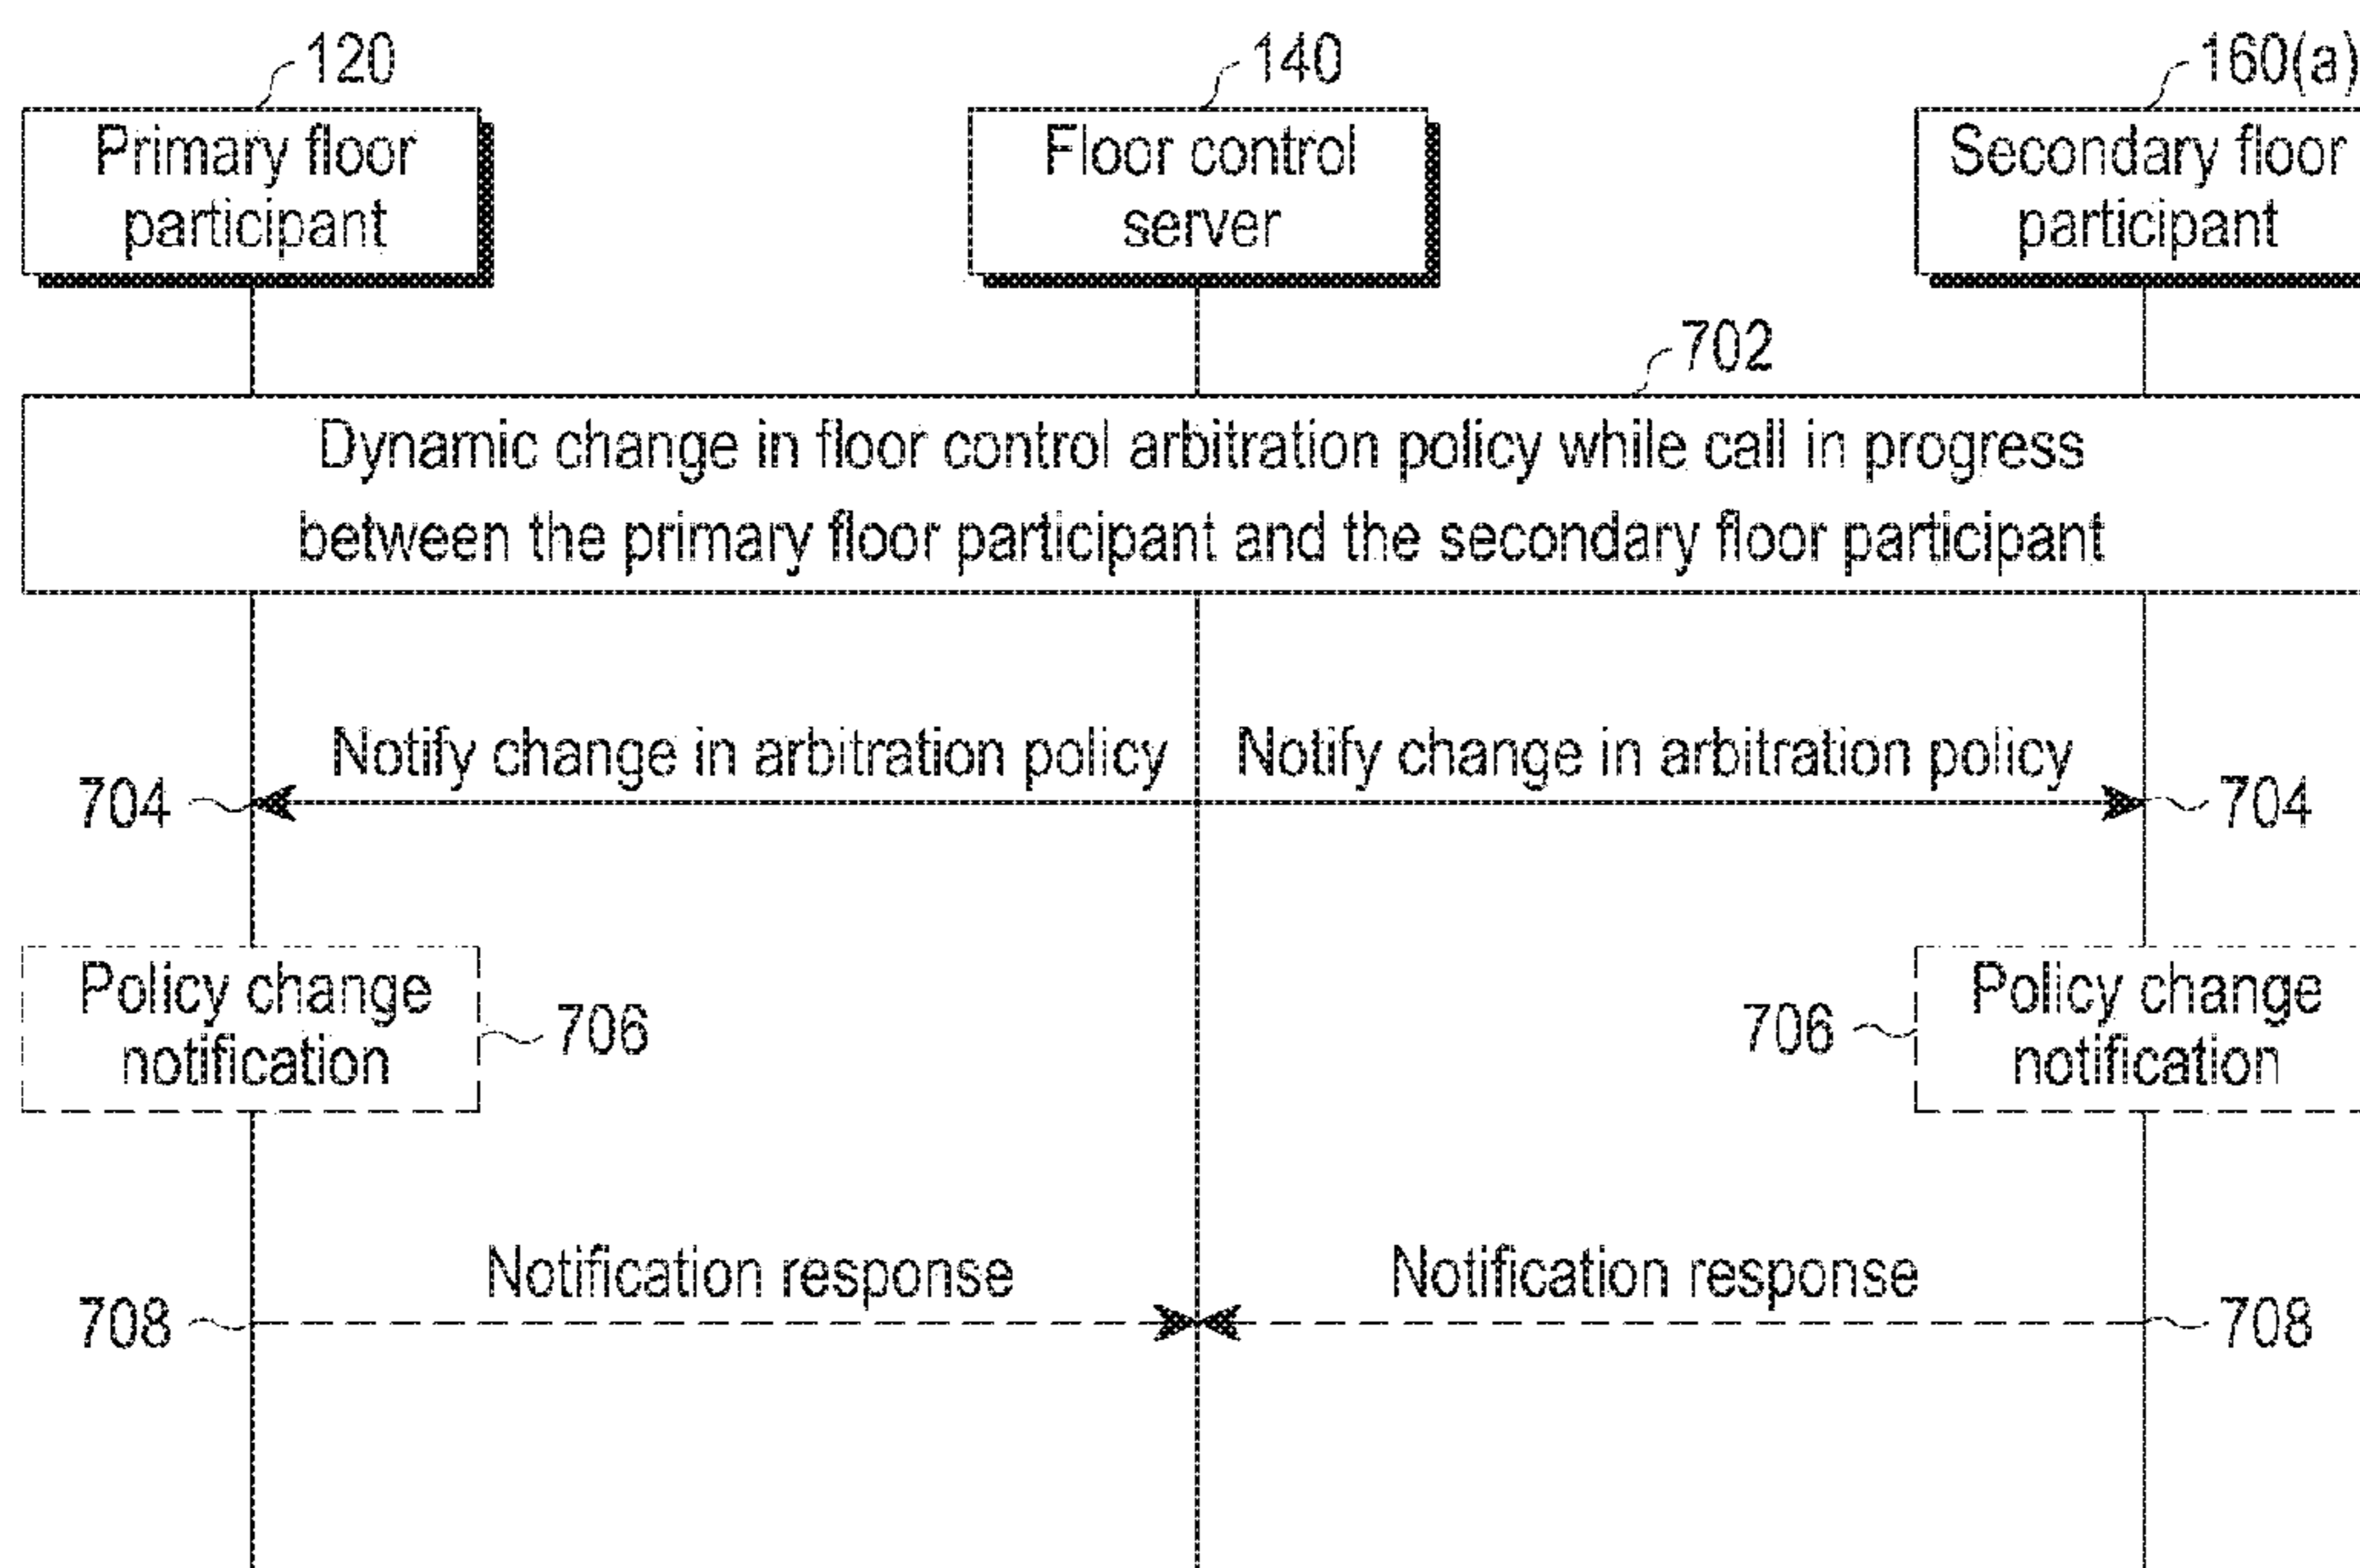 120
140
160(a)
Primary floor
participant
Floor control
server
Secondary floor
participant
702
Dynamic change in floor control arbitration policy while call in progress
between the primary floor participant and the secondary floor participant
Notify change in arbitration policy
Notify change in arbitration policy
704
704
Policy change
notification
706
706
Policy change
notification
Notification response
Notification response
708
708